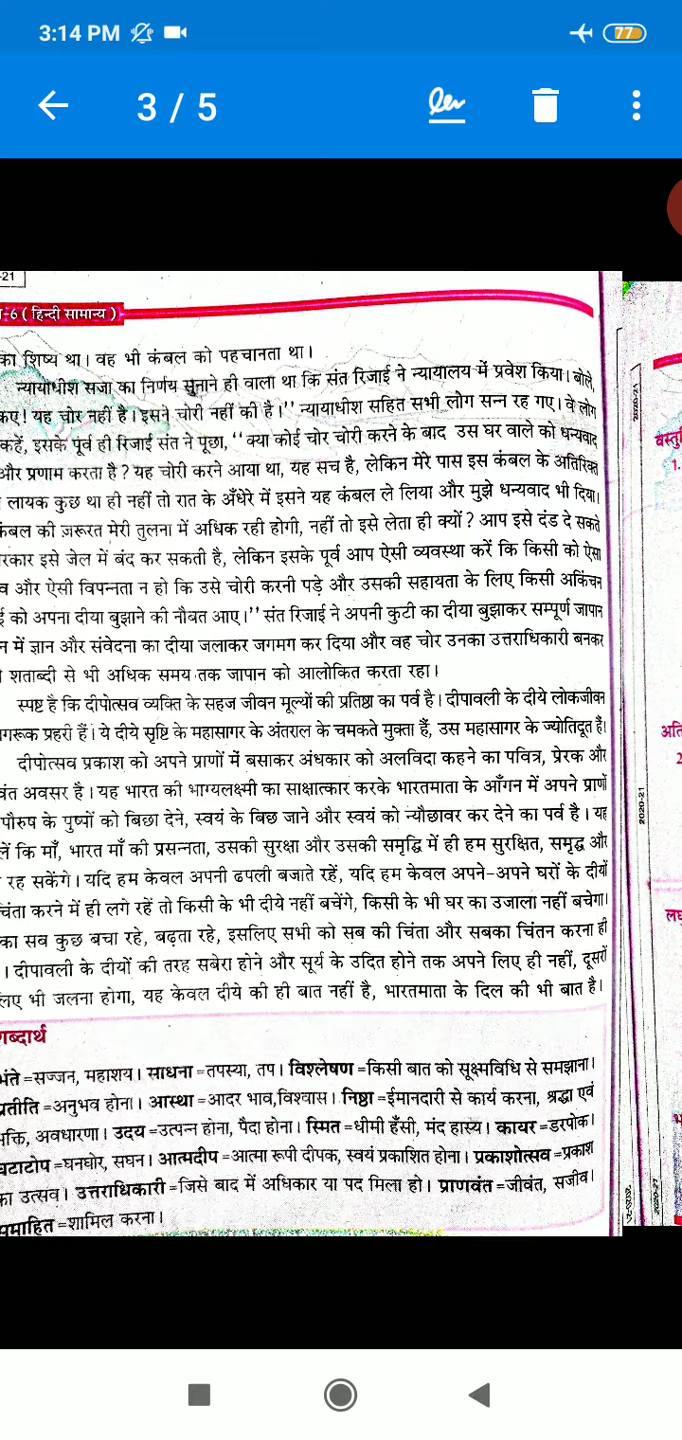 3:14 PM
77
3 / 5
-21
-6 ( हिन्दी सामान्य )
का शिष्य था। वह भी कंबल को पहचानता था।
न्यायाधीश सजा का निर्णय सुनाने ही वाला था कि संत रिजाई ने न्यायालय में प्रवेश किया। बोले,
कए! यह चोर नहीं है। इसने चोरी नहीं की है।'' न्यायाधीश सहित सभी लोग सन्न रह गए। वे लोग
कहें, इसके पूर्व ही रिजाई संत ने पूछा, ''क्या कोई चोर चोरी करने के बाद उस घर वाले को धन्यवाद
और प्रणाम करता है? यह चोरी करने आया था, यह सच है, लेकिन मेरे पास इस कंबल के अतिरिक्त
लायक कुछ था ही नहीं तो रात के अँधेरे में इसने यह कंबल ले लिया और मुझे धन्यवाद भी दिया।
कंबल की ज़रूरत मेरी तुलना में अधिक रही होगी, नहीं तो इसे लेता ही क्यों? आप इसे दंड दे सकते
रकार इसे जेल में बंद कर सकती है, लेकिन इसके पूर्व आप ऐसी व्यवस्था करें कि किसी को ऐसा
व और ऐसी विपन्नता न हो कि उसे चोरी करनी पड़े और उसकी सहायता के लिए किसी अकिंचन
ई को अपना दीया बुझाने की नौबत आए।'' संत रिजाई ने अपनी कुटी का दीया बुझाकर सम्पूर्ण जापान
न में ज्ञान और संवेदना का दीया जलाकर जगमग कर दिया और वह चोर उनका उत्तराधिकारी बनकर
शताब्दी से भी अधिक समय तक जापान को आलोकित करता रहा।
स्पष्ट है कि दीपोत्सव व्यक्ति के सहज जीवन मूल्यों की प्रतिष्ठा का पर्व है। दीपावली के दीये लोकजीवन
गरूक प्रहरी हैं। ये दीये सृष्टि के महासागर के अंतराल के चमकते मुक्ता हैं, उस महासागर के ज्योतिदूत हैं।
दीपोत्सव प्रकाश को अपने प्राणों में बसाकर अंधकार को अलविदा कहने का पवित्र, प्रेरक और
वंत अवसर है। यह भारत की भाग्यलक्ष्मी का साक्षात्कार करके भारतमाता के आँगन में अपने प्राणों
पौरुष के पुष्पों को बिछा देने, स्वयं के बिछ जाने और स्वयं को न्यौछावर कर देने का पर्व है। यह
लें कि माँ, भारत माँ की प्रसन्नता, उसकी सुरक्षा और उसकी समृद्धि में ही हम सुरक्षित, समृद्ध और
रह सकेंगे। यदि हम केवल अपनी ढपली बजाते रहें, यदि हम केवल अपने-अपने घरों के दीयों
चिंता करने में ही लगे रहें तो किसी के भी दीये नहीं बचेंगे, किसी के भी घर का उजाला नहीं बचेगा।
का सब कुछ बचा रहे, बढ़ता रहे, इसलिए सभी को सब की चिंता और सबका चिंतन करना ही
। दीपावली के दीयों की तरह सबेरा होने और सूर्य के उदित होने तक अपने लिए ही नहीं, दूसरों
लिए भी जलना होगा, यह केवल दीये की ही बात नहीं है, भारतमाता के दिल की भी बात है।
शब्दार्थ
भंते =सज्जन, महाशय। साधना =तपस्या, तप। विश्लेषण =किसी बात को सूक्ष्मविधि से समझाना।
प्रतीति =अनुभव होना। आस्था =आदर भाव,विश्वास। निष्ठा =ईमानदारी से कार्य करना, श्रद्धा एवं
भक्ति, अवधारणा। उदय =उत्पन्न होना, पैदा होना। स्मित =धीमी हँसी, मंद हास्य। कायर =डरपोक।
घटाटोप =घनघोर, सघन। आत्मदीप =आत्मा रूपी दीपक, स्वयं प्रकाशित होना। प्रकाशोत्सव =प्रकाश
का उत्सव। उत्तराधिकारी =जिसे बाद में अधिकार या पद मिला हो। प्राणवंत =जीवंत, सजीव।
समाहित =शामिल करना।
वस्तु
1.
अति
2
2020-21
लघ